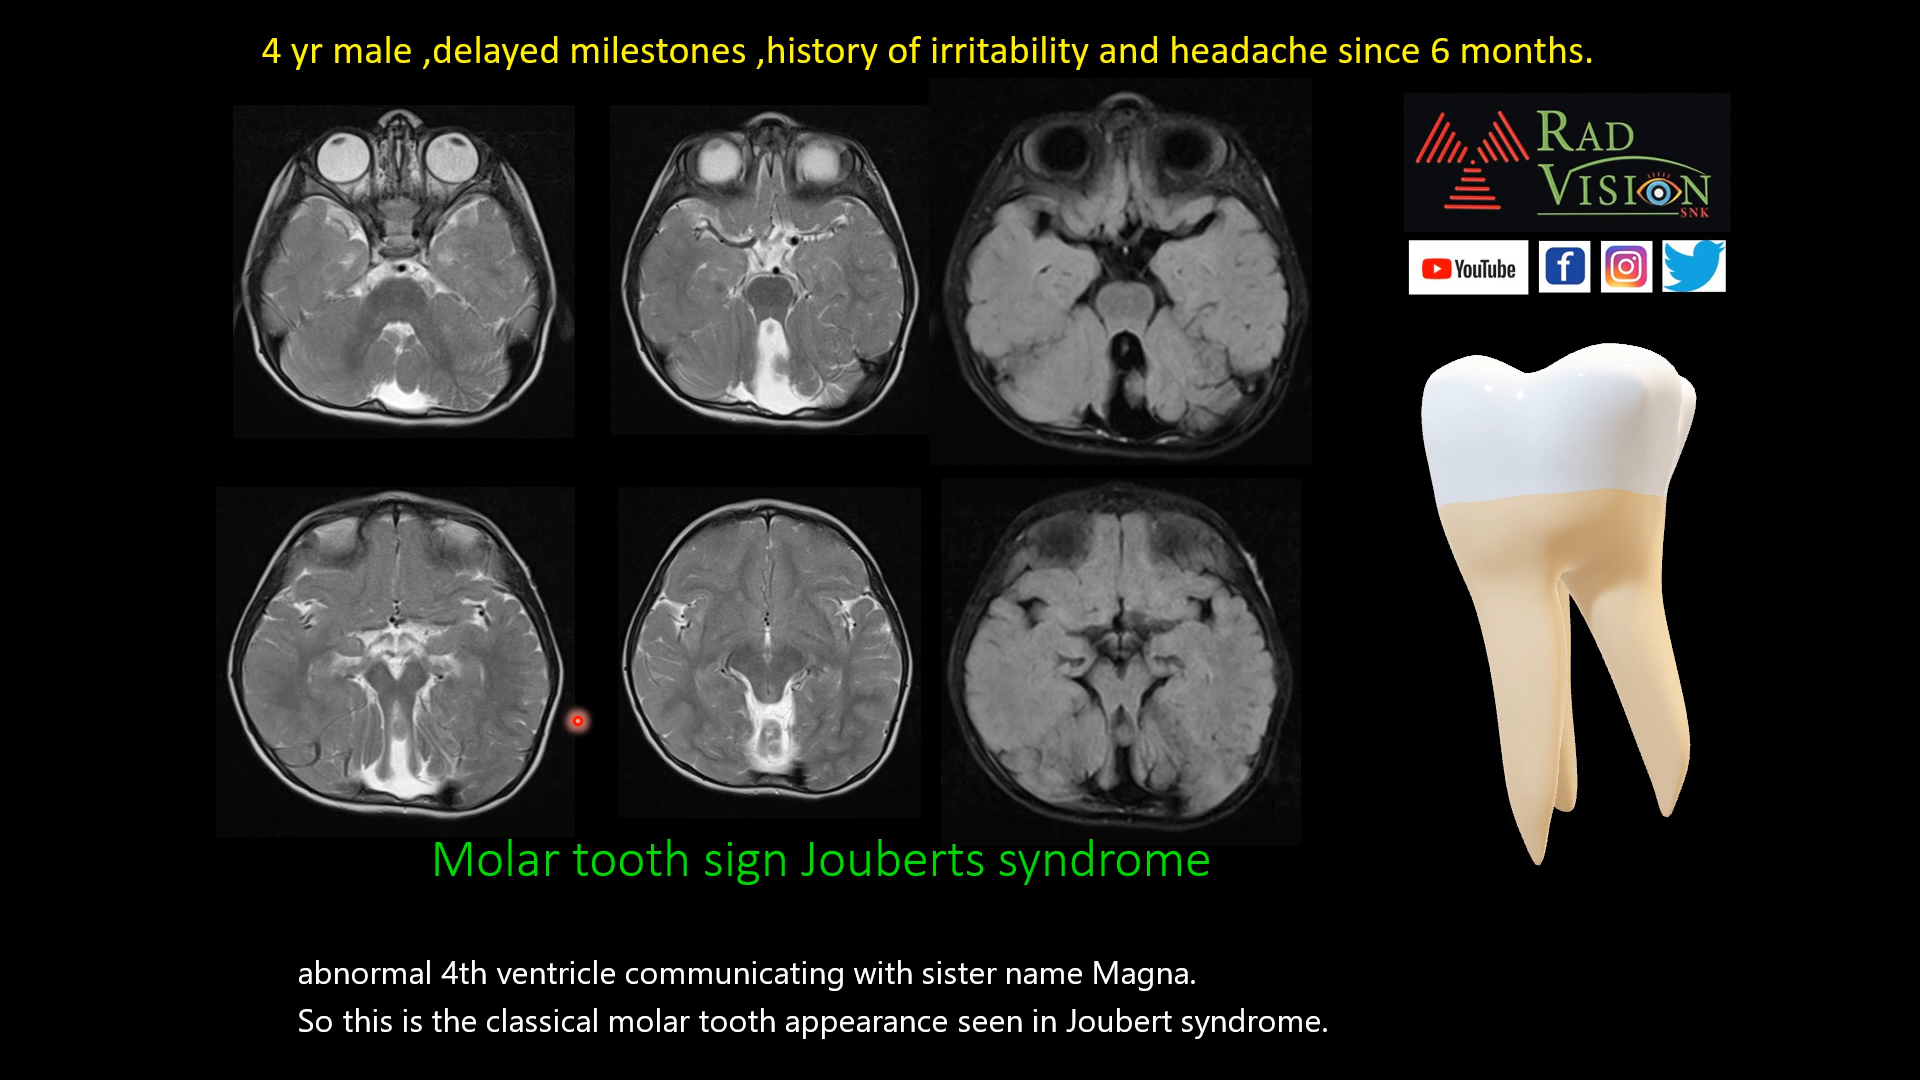 4 yr male ,delayed milestones ,history of irritability and headache since 6 months.
RAD
VISION
SNK
YouTube
Molar tooth sign Jouberts syndrome
abnormal 4th ventricle communicating with sister name Magna.
So this is the classical molar tooth appearance seen in Joubert syndrome.